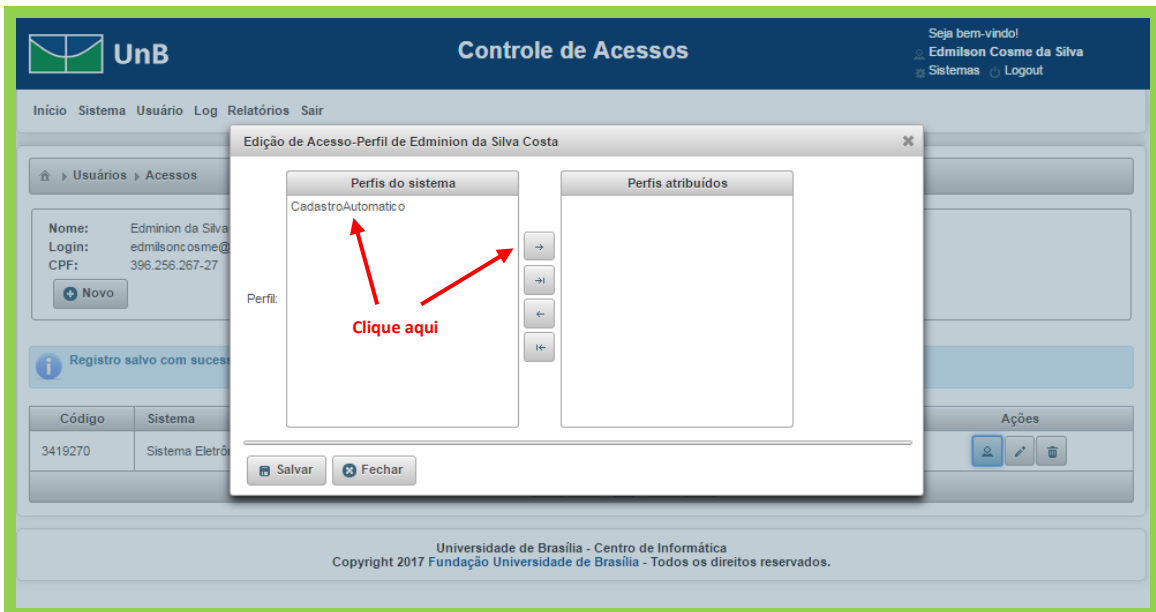 UnB
Controle de Acessos
Seja bem-vindo!
Edmilson Cosme da Silva
Sistemas Logout
Início Sistema Usuário Log Relatórios Sair
Edição de Acesso-Perfil de Edminion da Silva Costa
Usuários Acessos
Perfis do sistema
Perfis atribuídos
CadastroAutomatico
Nome: Edminion da Silva
Login: edmilsoncosme@
CPF: 396.256.267-27
Novo
Perfil:
Clique aqui
Registro salvo com suces
Código Sistema Ações
3419270 Sistema Eletrô
Salvar Fechar
Universidade de Brasília - Centro de Informática
Copyright 2017 Fundação Universidade de Brasília - Todos os direitos reservados.